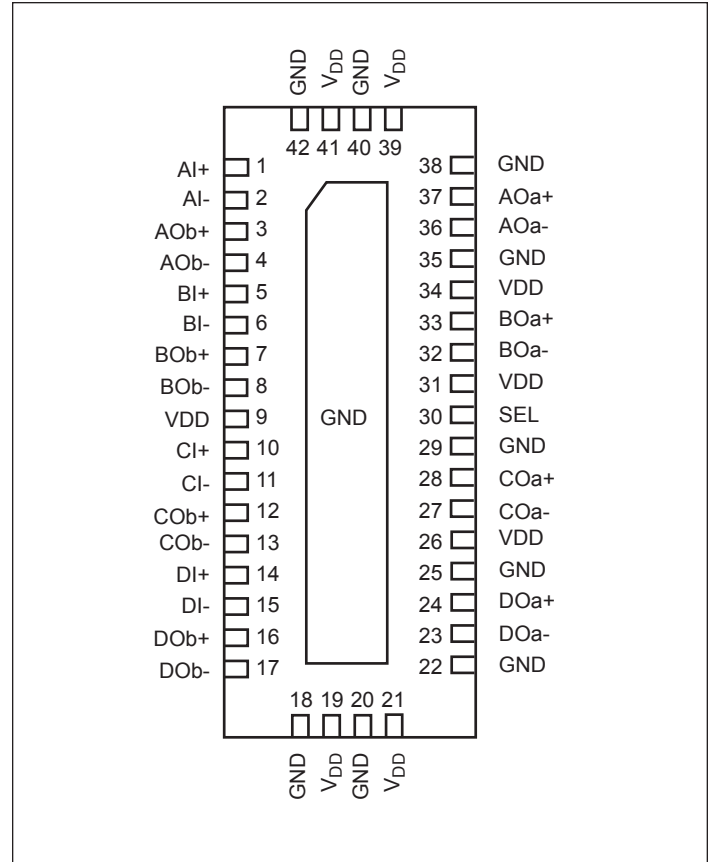 GND VDD GND VDD
42 41 40 39
AI+ 1 38 GND
AI- 2 37 AOa+
AOb+ 3 36 AOa-
AOb- 4 35 GND
BI+ 5 34 VDD
BI- 6 33 BOa+
BOb+ 7 32 BOa-
BOb- 8 31 VDD
VDD 9 GND 30 SEL
CI+ 10 29 GND
CI- 11 28 COa+
COb+ 12 27 COa-
COb- 13 26 VDD
DI+ 14 25 GND
DI- 15 24 DOa+
DOb+ 16 23 DOa-
DOb- 17 22 GND
18 19 20 21
GND VDD GND VDD